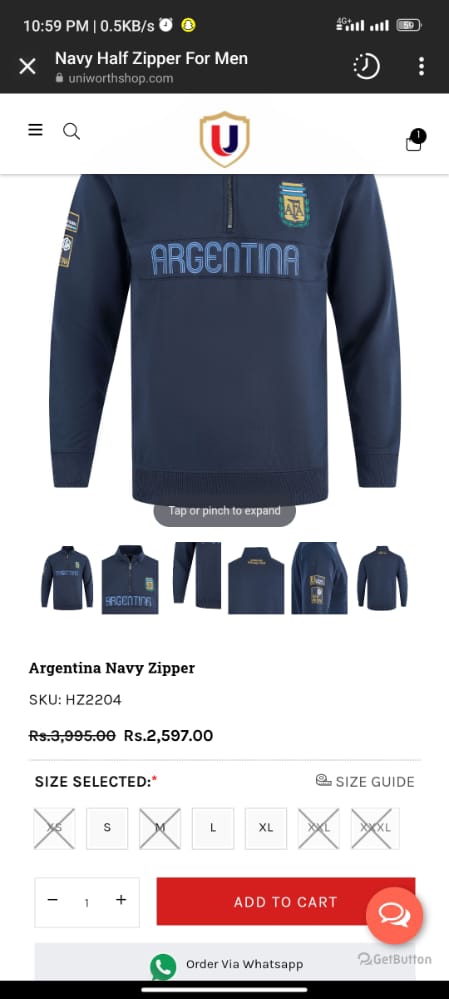 10:59 PM | 0.5KB/s
4G+
59
Navy Half Zipper For Men
uniworthshop.com
U
1
AFA
ARGENTINA
Tap or pinch to expand
ARGENTINA
ARGENTINA
Argentina Navy Zipper
SKU: HZ2204
Rs.3,995.00 Rs.2,597.00
SIZE SELECTED:*
SIZE GUIDE
XS S M L XL XXL XXXL
− 1 + ADD TO CART
Order Via Whatsapp
GetButton